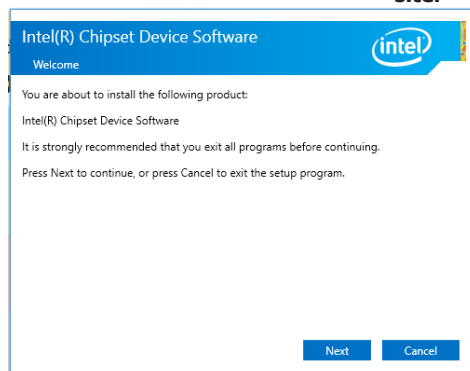 Intel(R) Chipset Device Software
intel
Welcome
You are about to install the following product:
Intel(R) Chipset Device Software
It is strongly recommended that you exit all programs before continuing.
Press Next to continue, or press Cancel to exit the setup program.
Next Cancel